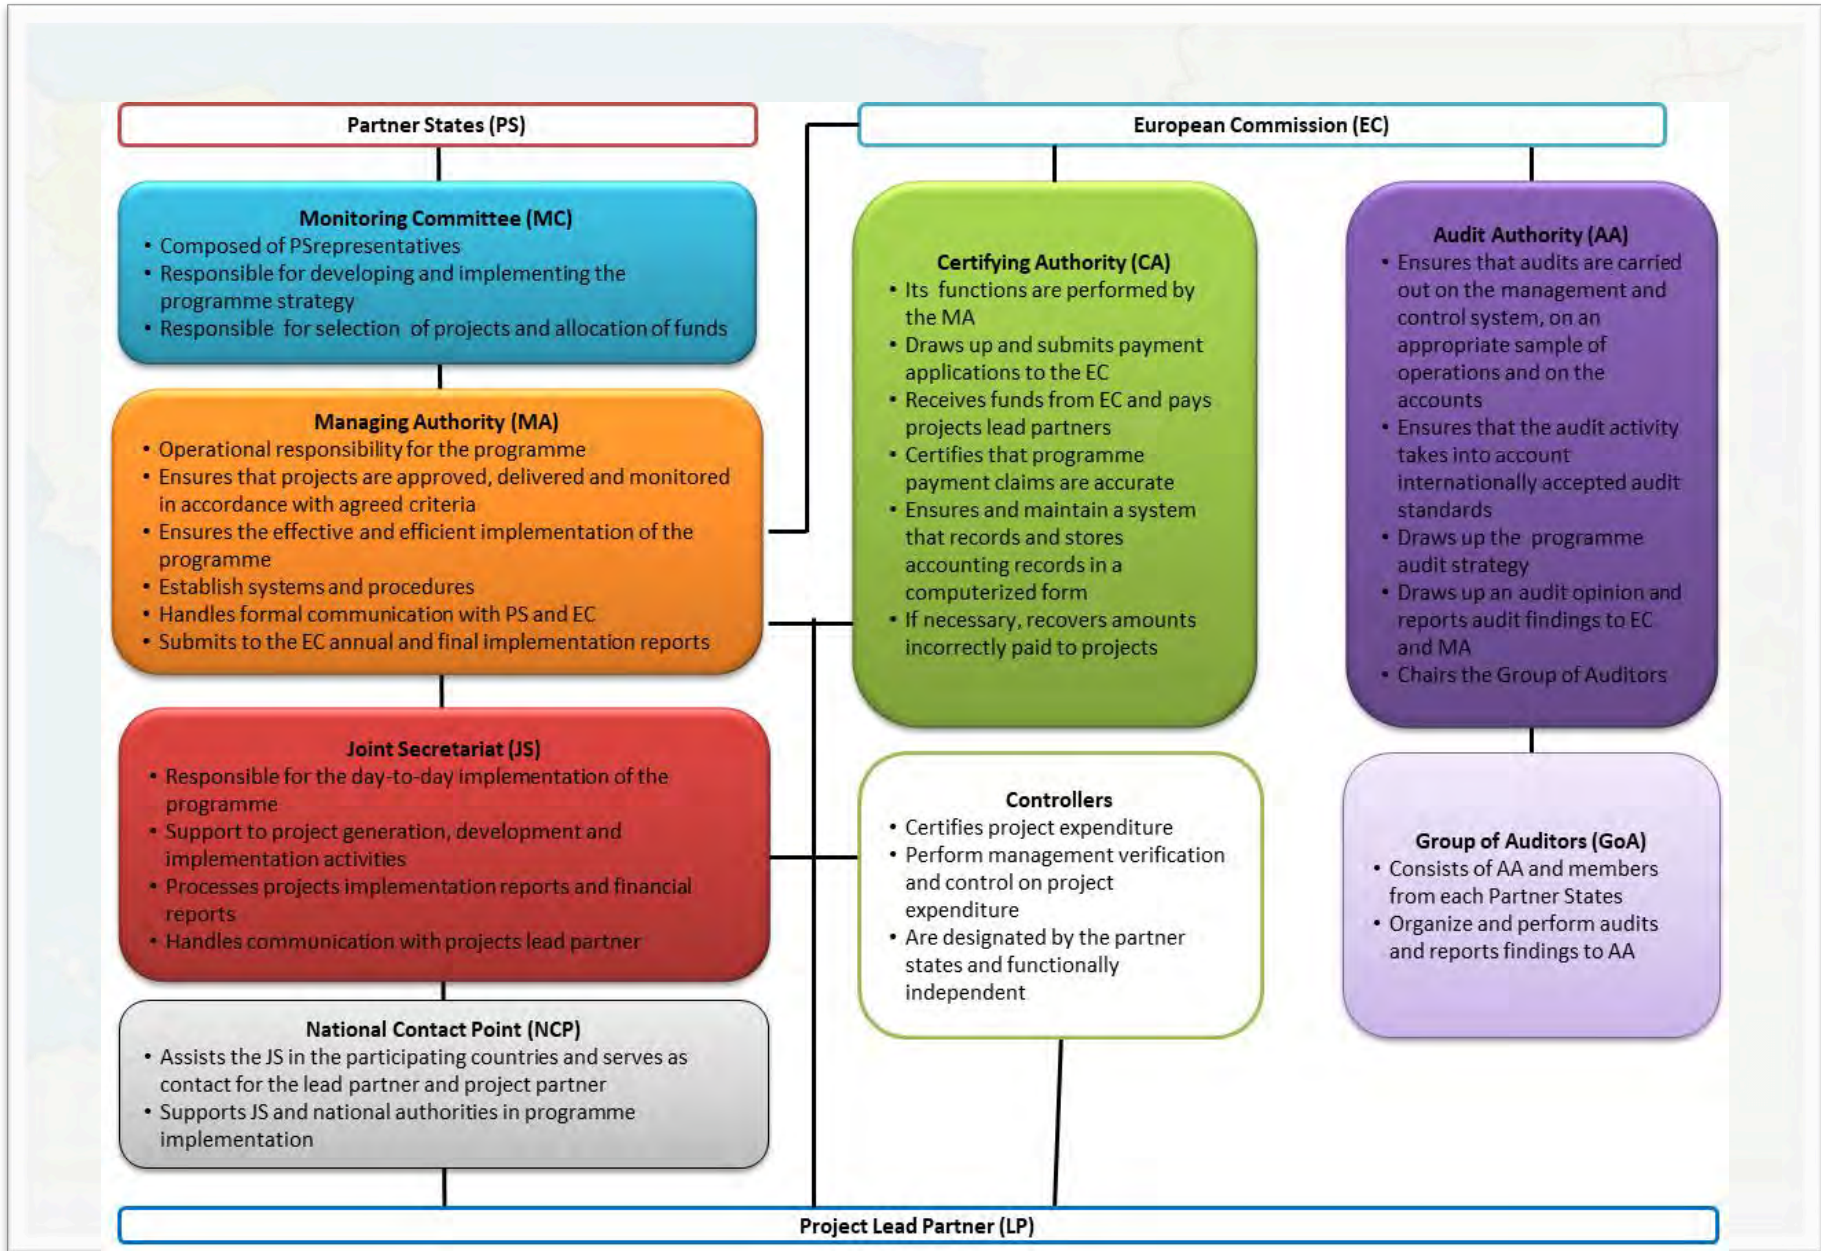 Partner States (PS)
European Commission (EC)
Monitoring Committee (MC)
• Composed of PSrepresentatives
• Responsible for developing and implementing the
programme strategy
• Responsible for selection of projects and allocation of funds
Managing Authority (MA)
• Operational responsibility for the programme
• Ensures that projects are approved, delivered and monitored
in accordance with agreed criteria
• Ensures the effective and efficient implementation of the
programme
• Establish systems and procedures
• Handles formal communication with PS and EC
• Submits to the EC annual and final implementation reports
Joint Secretariat (JS)
• Responsible for the day-to-day implementation of the
programme
• Support to project generation, development and
implementation activities
• Processes projects implementation reports and financial
reports
• Handles communication with projects lead partner
National Contact Point (NCP)
• Assists the JS in the participating countries and serves as
contact for the lead partner and project partner
• Supports JS and national authorities in programme
implementation
Certifying Authority (CA)
• Its functions are performed by
the MA
• Draws up and submits payment
applications to the EC
• Receives funds from EC and pays
projects lead partners
• Certifies that programme
payment claims are accurate
• Ensures and maintain a system
that records and stores
accounting records in a
computerized form
• If necessary, recovers amounts
incorrectly paid to projects
Controllers
• Certifies project expenditure
• Perform management verification
and control on project
expenditure
• Are designated by the partner
states and functionally
independent
Audit Authority (AA)
• Ensures that audits are carried
out on the management and
control system, on an
appropriate sample of
operations and on the
accounts
• Ensures that the audit activity
takes into account
internationally accepted audit
standards
• Draws up the programme
audit strategy
• Draws up an audit opinion and
reports audit findings to EC
and MA
• Chairs the Group of Auditors
Group of Auditors (GoA)
• Consists of AA and members
from each Partner States
• Organize and perform audits
and reports findings to AA
Project Lead Partner (LP)